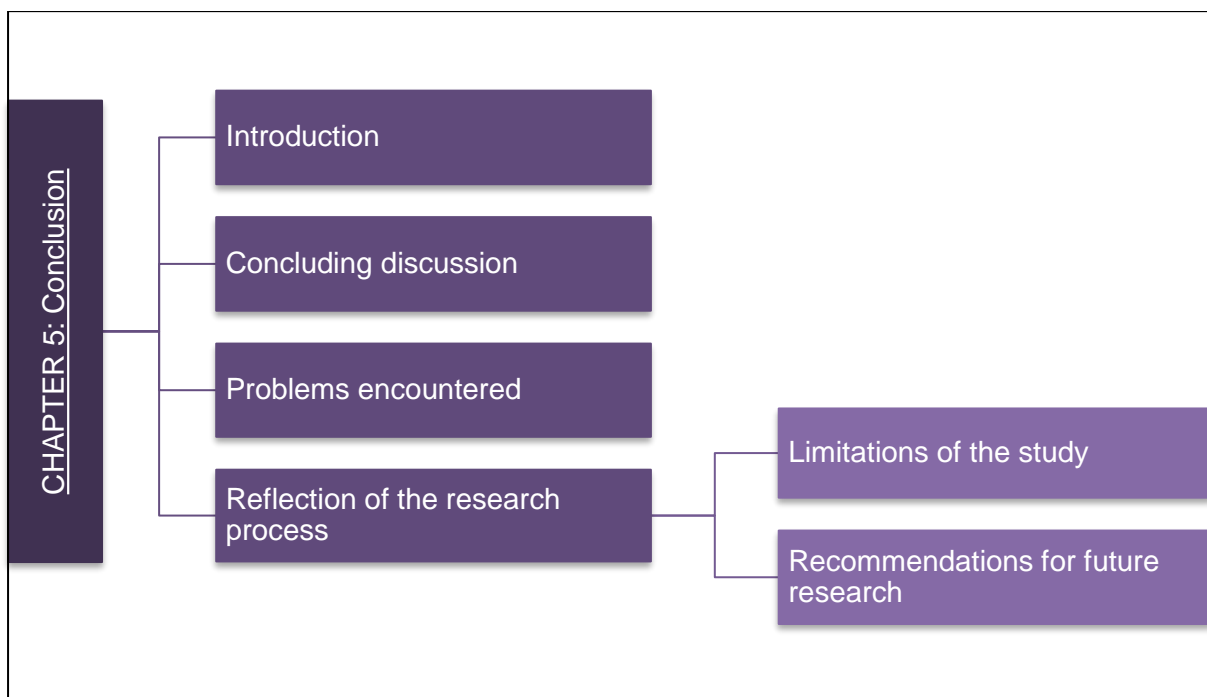 CHAPTER 5: Conclusion
Introduction
Concluding discussion
Problems encountered
Reflection of the research
process
Limitations of the study
Recommendations for future
research